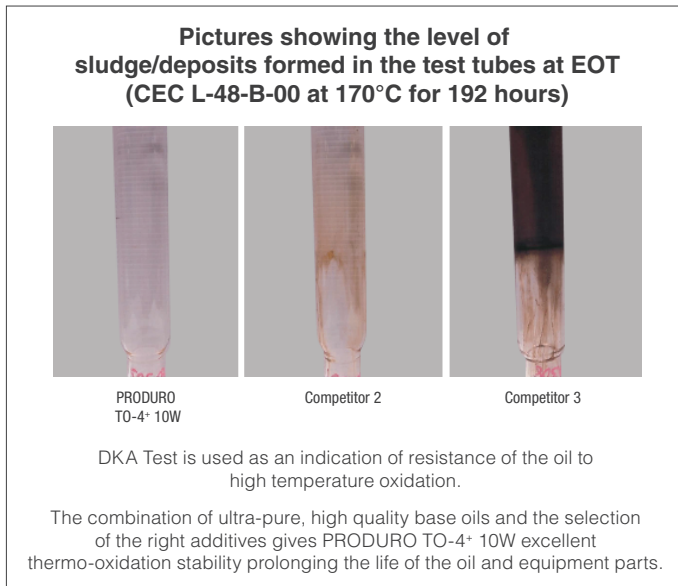 Pictures showing the level of
sludge/deposits formed in the test tubes at EOT
(CEC L-48-B-00 at 170°C for 192 hours)
PRODURO
TO-4+ 10W
Competitor 2
Competitor 3
DKA Test is used as an indication of resistance of the oil to
high temperature oxidation.
The combination of ultra-pure, high quality base oils and the selection
of the right additives gives PRODURO TO-4+ 10W excellent
thermo-oxidation stability prolonging the life of the oil and equipment parts.